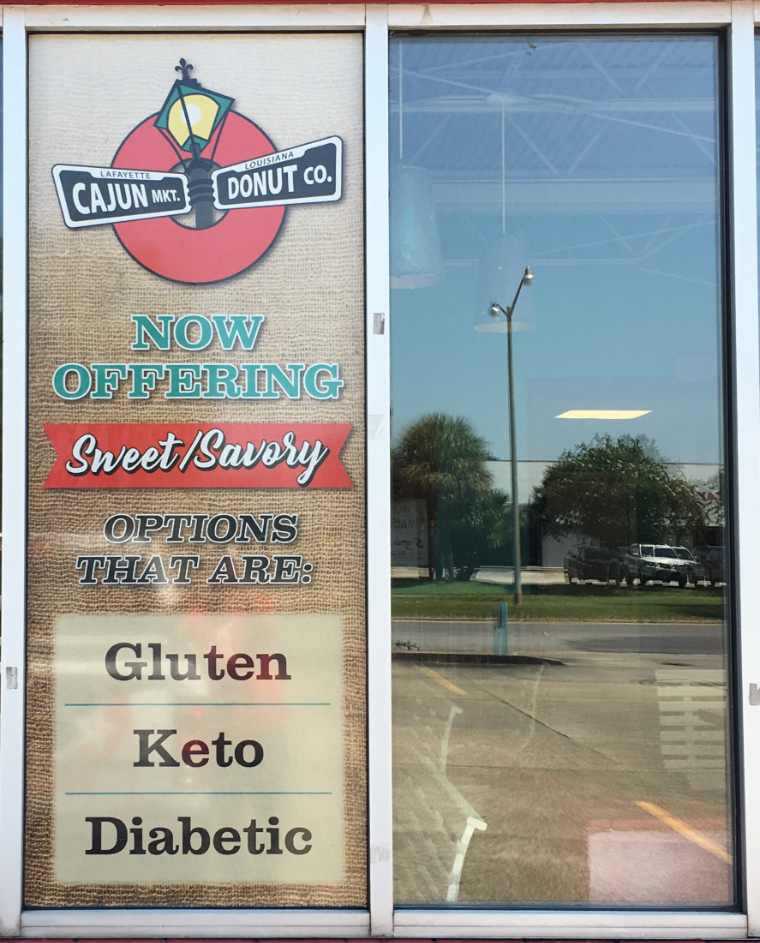 LAFAYETTE
CAJUN MKT.
LOUISIANA
DONUT CO.
NOW
OFFERING
Sweet/Savory
OPTIONS
THAT ARE:
Gluten
Keto
Diabetic